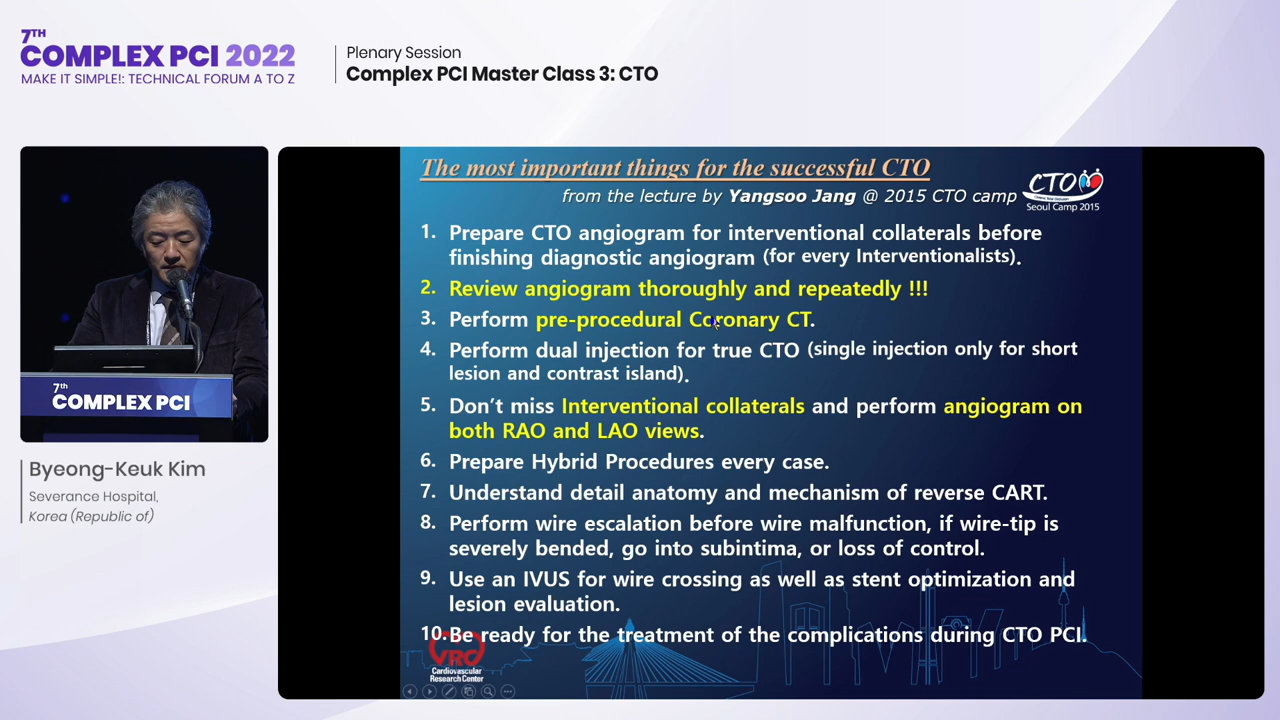 7TH
COMPLEX PCI 2022
MAKE IT SIMPLE!: TECHNICAL FORUM A TO Z
Plenary Session
Complex PCI Master Class 3: CTO
7th
COMPLEX PCI
Byeong-Keuk Kim
Severance Hospital,
Korea (Republic of)
The most important things for the successful CTO
from the lecture by Yangsoo Jang @ 2015 CTO camp
CTO
Seoul Camp 2015
1. Prepare CTO angiogram for interventional collaterals before
finishing diagnostic angiogram (for every Interventionalists).
2. Review angiogram thoroughly and repeatedly !!!
3. Perform pre-procedural Coronary CT.
4. Perform dual injection for true CTO (single injection only for short
lesion and contrast island).
5. Don't miss Interventional collaterals and perform angiogram on
both RAO and LAO views.
6. Prepare Hybrid Procedures every case.
7. Understand detail anatomy and mechanism of reverse CART.
8. Perform wire escalation before wire malfunction, if wire-tip is
severely bended, go into subintima, or loss of control.
9. Use an IVUS for wire crossing as well as stent optimization and
lesion evaluation.
10. Be ready for the treatment of the complications during CTO PCI.
VRC
Cardiovascular
Research Center